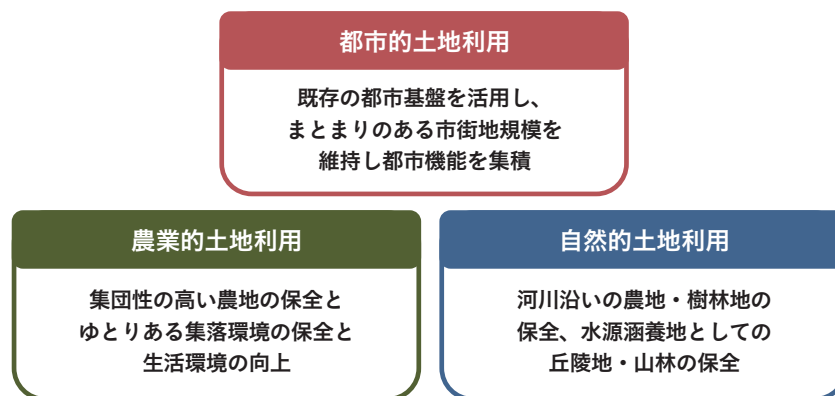 都市的土地利用
既存の都市基盤を活用し、
まとまりのある市街地規模を
維持し都市機能を集積
農業的土地利用
集団性の高い農地の保全と
ゆとりある集落環境の保全と
生活環境の向上
自然的土地利用
河川沿いの農地・樹林地の
保全、水源涵養地としての
丘陵地・山林の保全